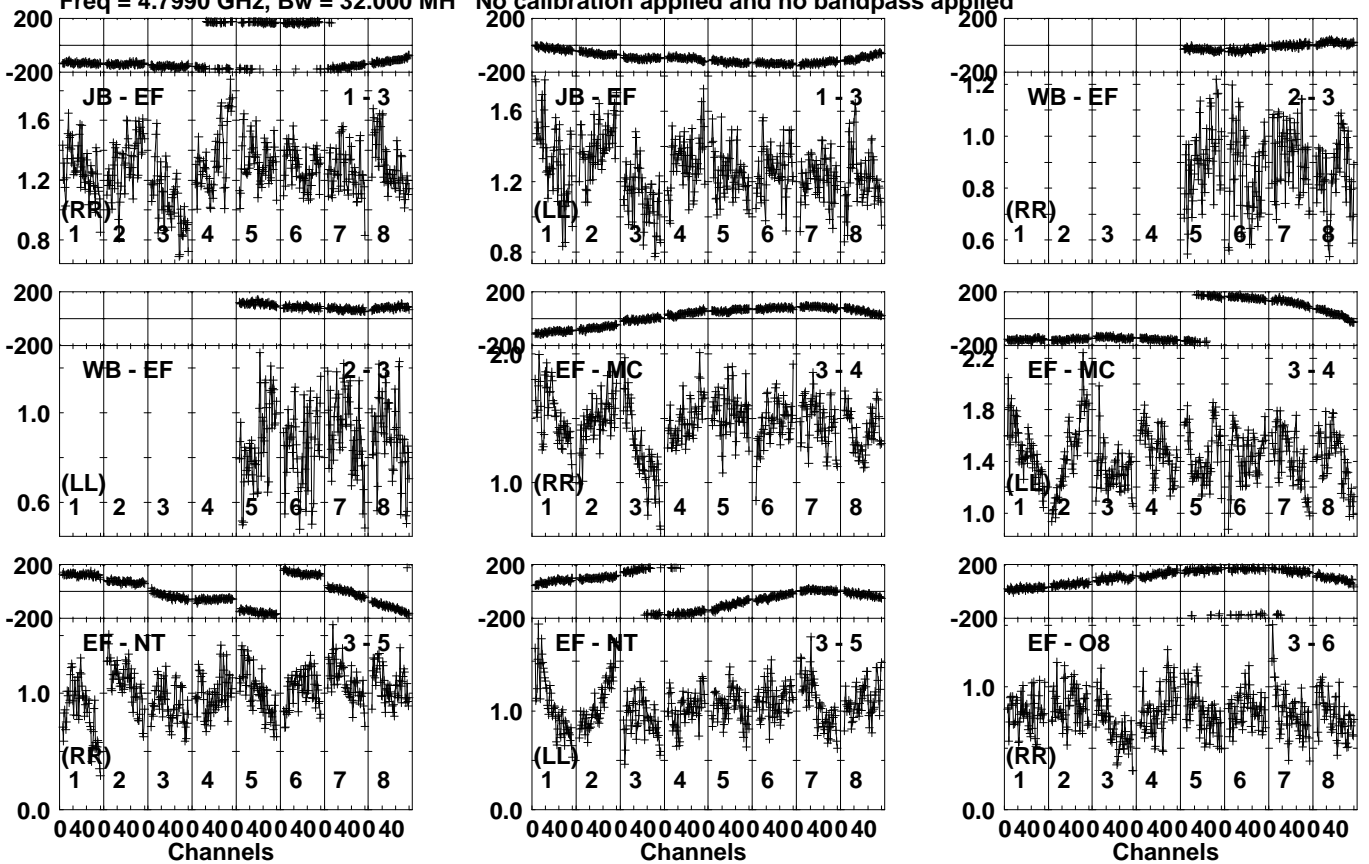 Freq = 4.7990 GHz, Bw = 32.000 MH No calibration applied and no bandpass applied
200 200 200
-200 -200 -200
JB - EF 1 - 3 JB - EF 1 - 3 1.2 WB - EF 2 - 3
1.6 1.6 1.0
1.2 1.2 0.8
(RR) (LL) (RR)
0.8 0.8 0.6
1 2 3 4 5 6 7 8 1 2 3 4 5 6 7 8 1 2 3 4 5 6 7 8
200 200 200
-200 -200 -200
WB - EF 2 - 3 2.0 EF - MC 3 - 4 2.2 EF - MC 3 - 4
1.0 1.8
1.4
(LL) 1.0 (RR) (LL)
0.6 1.0
1 2 3 4 5 6 7 8 1 2 3 4 5 6 7 8 1 2 3 4 5 6 7 8
200 200 200
-200 -200 -200
EF - NT 3 - 5 EF - NT 3 - 5 EF - O8 3 - 6
1.0 1.0 1.0
(RR) (LL) (RR)
1 2 3 4 5 6 7 8 1 2 3 4 5 6 7 8 1 2 3 4 5 6 7 8
0.0 0.0 0.0
0 40 0 40 0 40 0 40 0 40 0 40 0 40 0 40 0 40 0 40 0 40 0 40 0 40 0 40 0 40 0 40 0 40 0 40 0 40 0 40 0 40 0 40 0 40 0 40
Channels Channels Channels